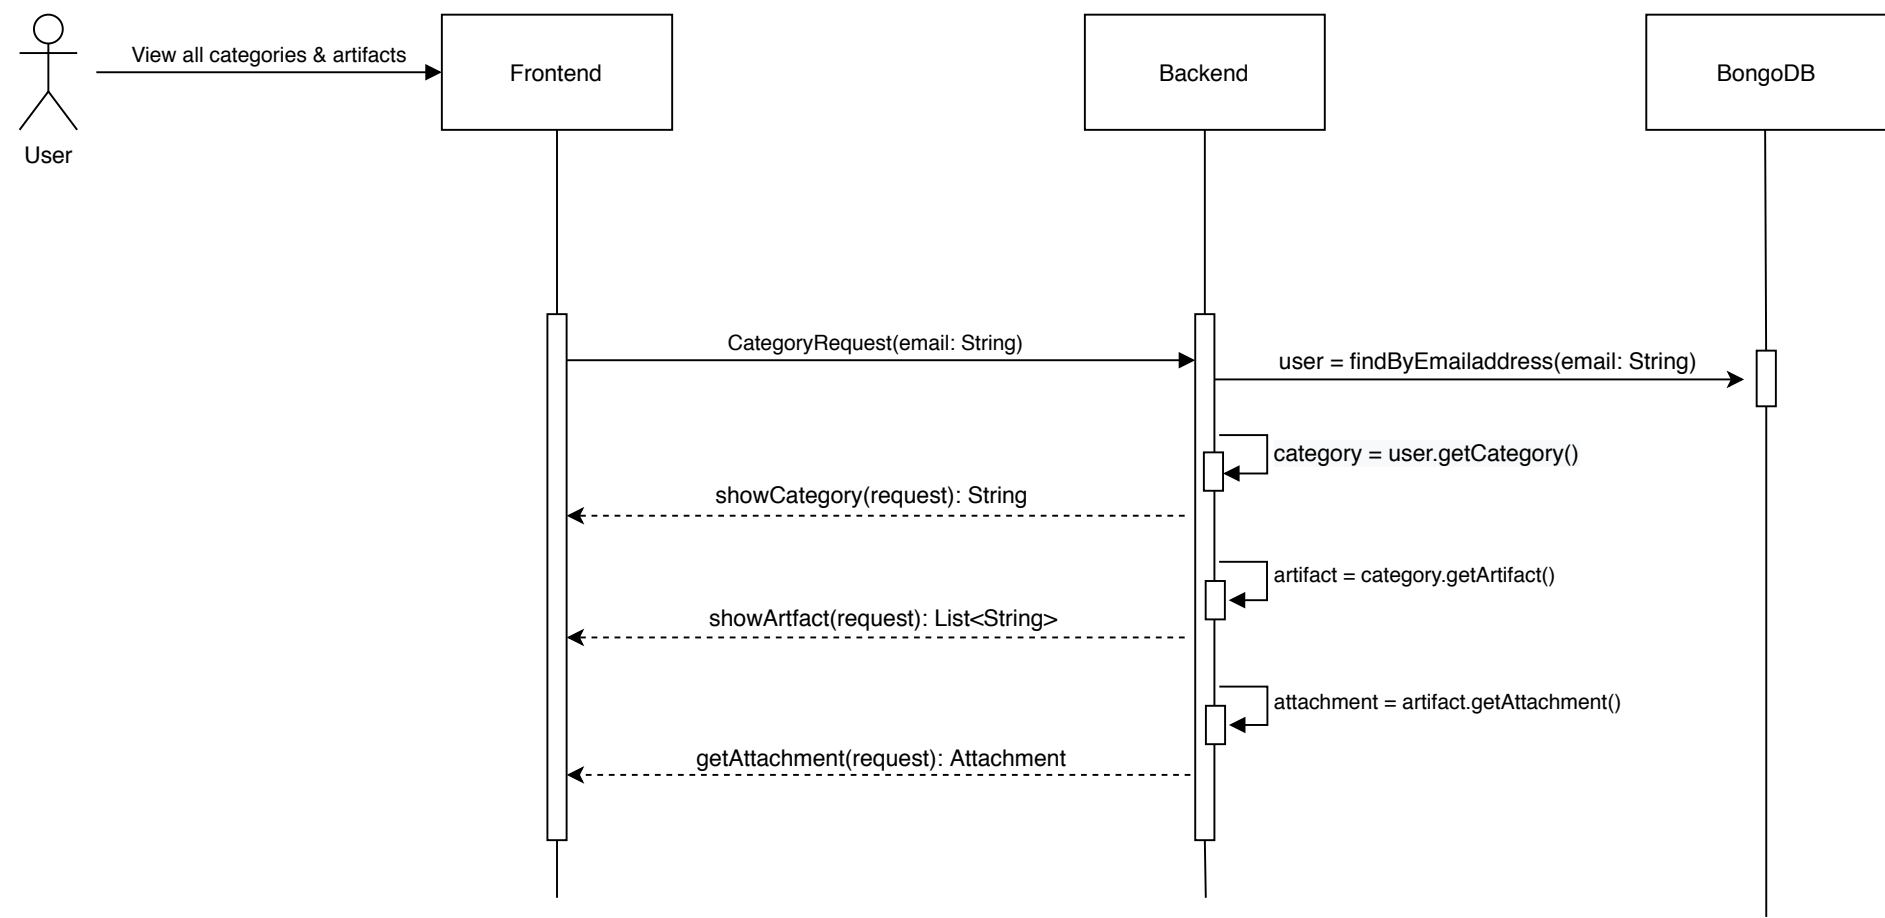 View all categories & artifacts
Frontend
Backend
BongoDB
User
CategoryRequest(email: String)
user = findByEmailaddress(email: String)
category = user.getCategory()
showCategory(request): String
artifact = category.getArtifact()
showArtfact(request): List<String>
attachment = artifact.getAttachment()
getAttachment(request): Attachment